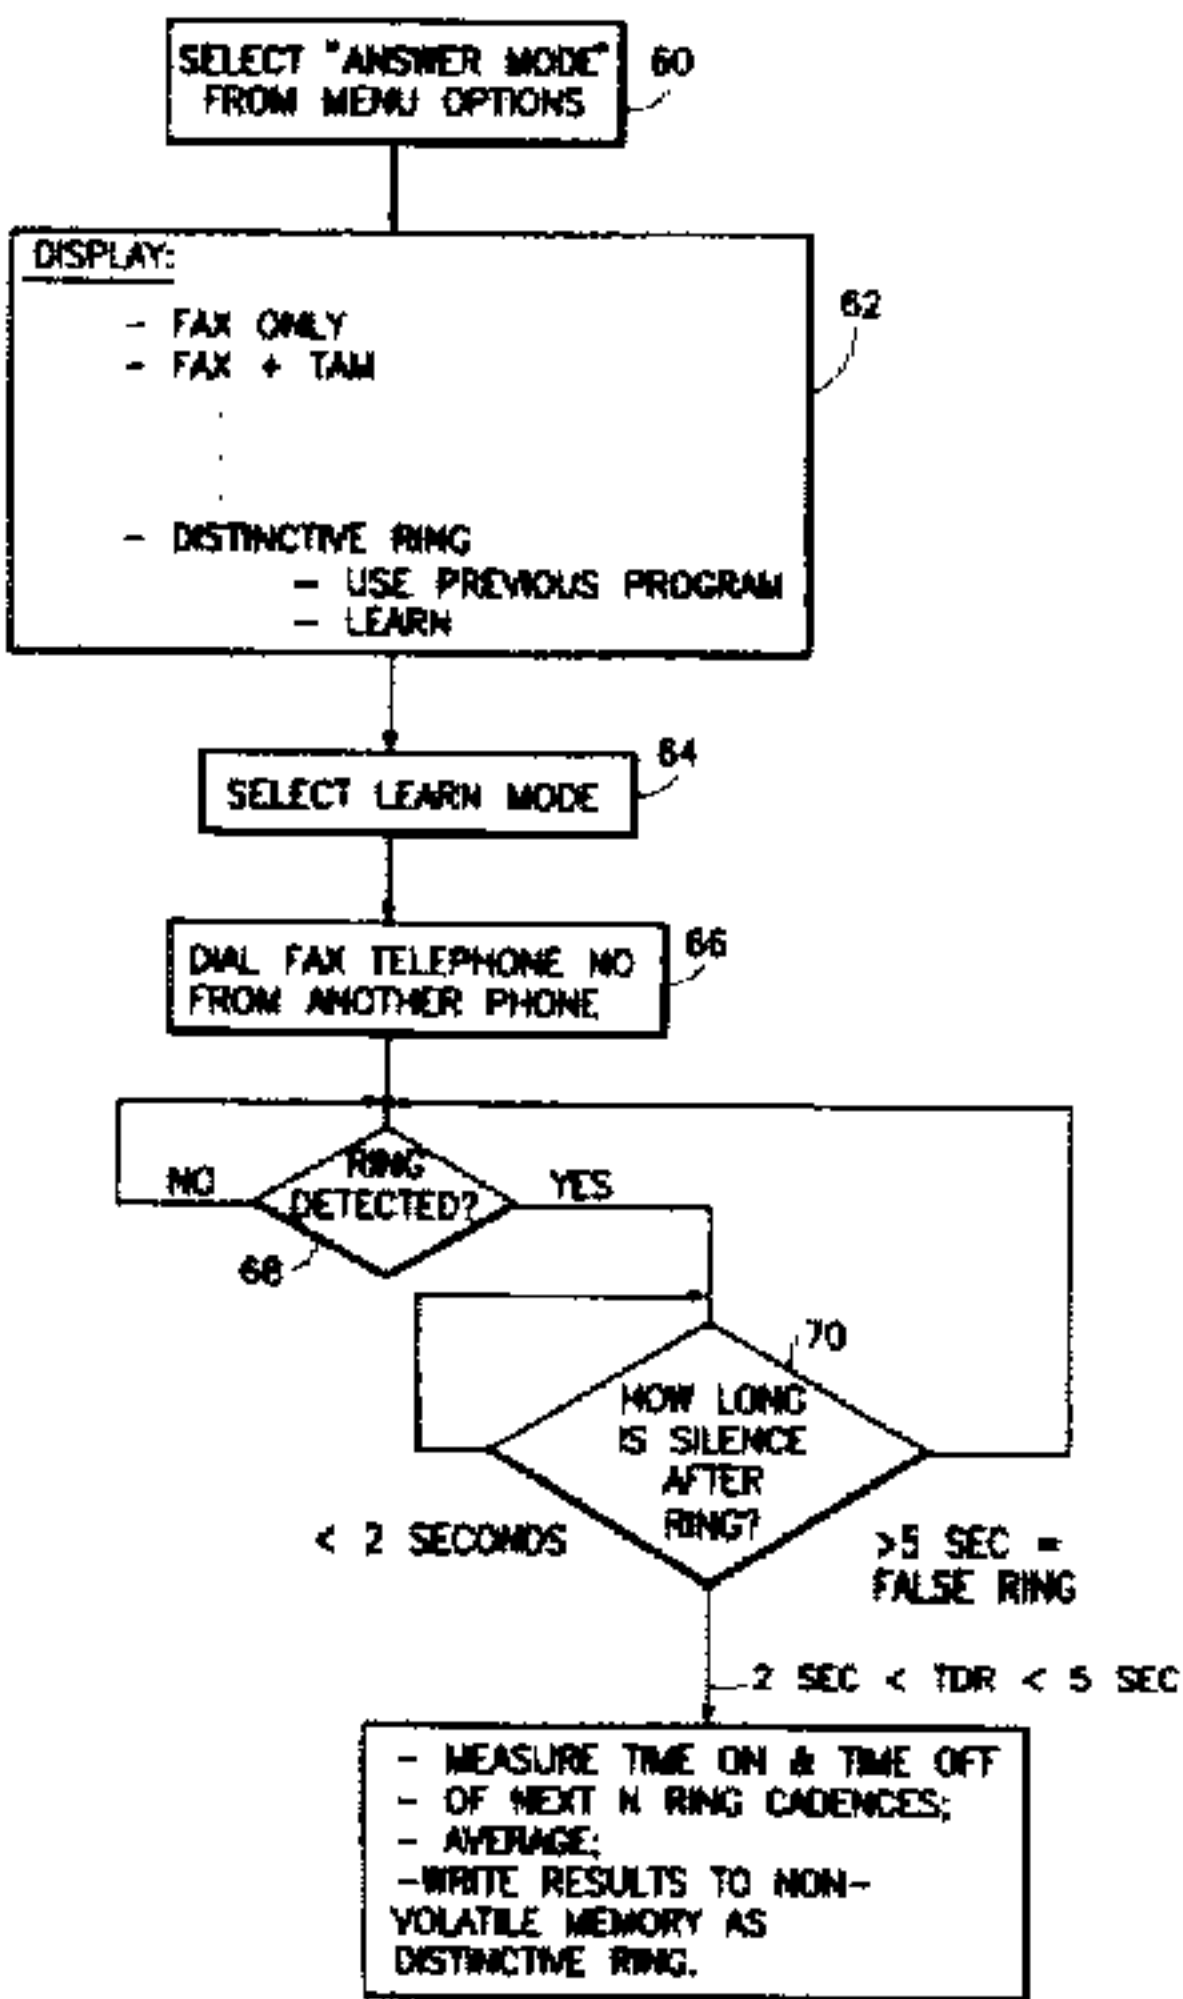 SELECT "ANSWER MODE"
FROM MENU OPTIONS
60
DISPLAY:
- FAX ONLY
- FAX + TAM
62
- DISTINCTIVE RING
- USE PREVIOUS PROGRAM
- LEARN
SELECT LEARN MODE
64
DIAL FAX TELEPHONE NO
FROM ANOTHER PHONE
66
RING
DETECTED?
NO
YES
68
70
HOW LONG
IS SILENCE
AFTER
RING?
< 2 SECONDS
>5 SEC =
FALSE RING
2 SEC < TDR < 5 SEC
- MEASURE TIME ON & TIME OFF
- OF NEXT N RING CADENCES;
- AVERAGE;
-WRITE RESULTS TO NON-
VOLATILE MEMORY AS
DISTINCTIVE RING.